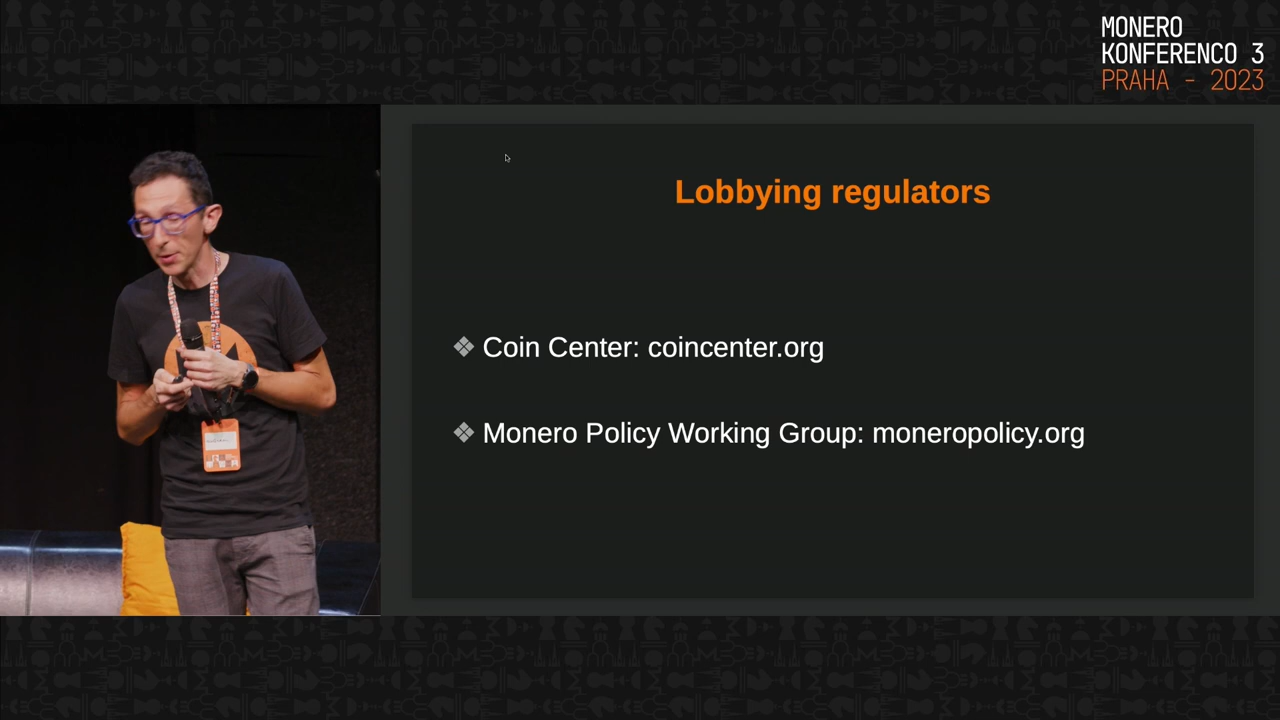 MONERO
KONFERENCO 3
PRAHA - 2023
Lobbying regulators
❖ Coin Center: coincenter.org
❖ Monero Policy Working Group: moneropolicy.org